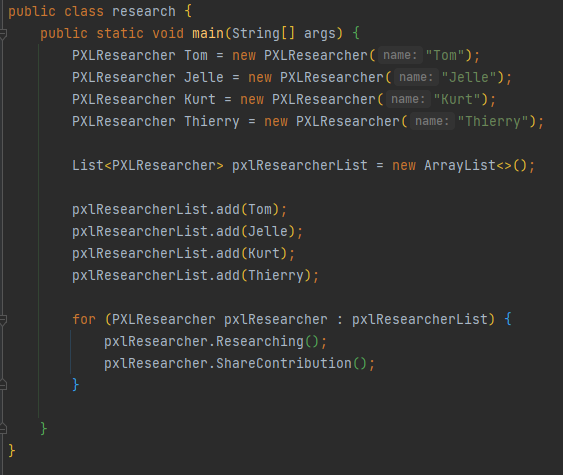 public class research {
    public static void main(String[] args) {
        PXLResearcher Tom = new PXLResearcher( name: "Tom");
        PXLResearcher Jelle = new PXLResearcher( name: "Jelle");
        PXLResearcher Kurt = new PXLResearcher( name: "Kurt");
        PXLResearcher Thierry = new PXLResearcher( name: "Thierry");

        List<PXLResearcher> pxlResearcherList = new ArrayList<>();

        pxlResearcherList.add(Tom);
        pxlResearcherList.add(Jelle);
        pxlResearcherList.add(Kurt);
        pxlResearcherList.add(Thierry);

        for (PXLResearcher pxlResearcher : pxlResearcherList) {
            pxlResearcher.Researching();
            pxlResearcher.ShareContribution();
        }

    }
}